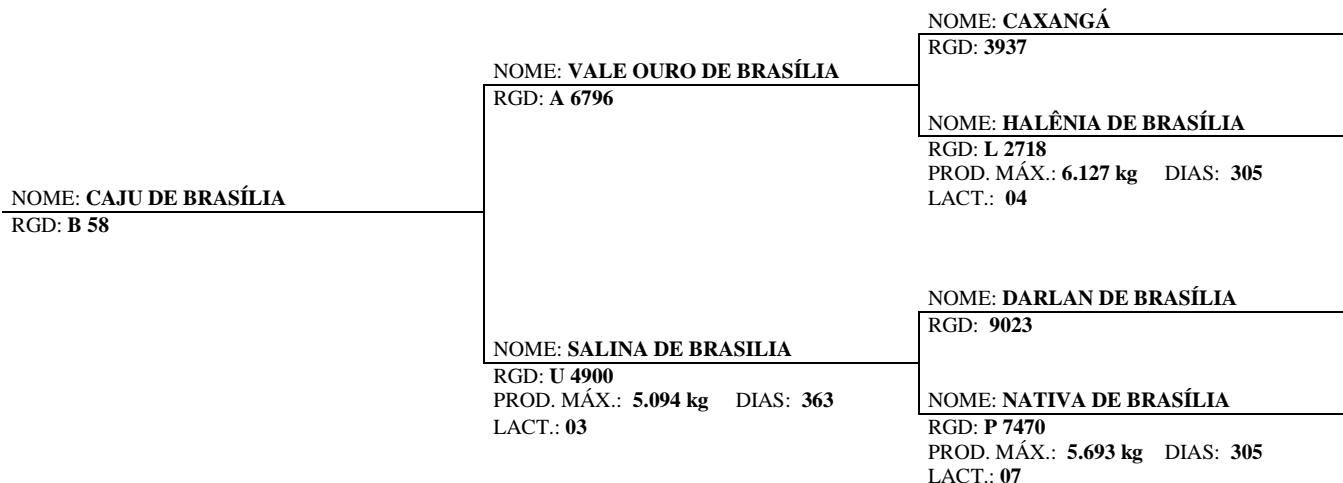 NOME: CAXANGÁ
RGD: 3937
NOME: VALE OURO DE BRASÍLIA
RGD: A 6796
NOME: HALÊNIA DE BRASÍLIA
RGD: L 2718
PROD. MÁX.: 6.127 kg DIAS: 305
LACT.: 04
NOME: CAJU DE BRASÍLIA
RGD: B 58
NOME: DARLAN DE BRASÍLIA
RGD: 9023
NOME: SALINA DE BRASILIA
RGD: U 4900
PROD. MÁX.: 5.094 kg DIAS: 363
LACT.: 03
NOME: NATIVA DE BRASÍLIA
RGD: P 7470
PROD. MÁX.: 5.693 kg DIAS: 305
LACT.: 07